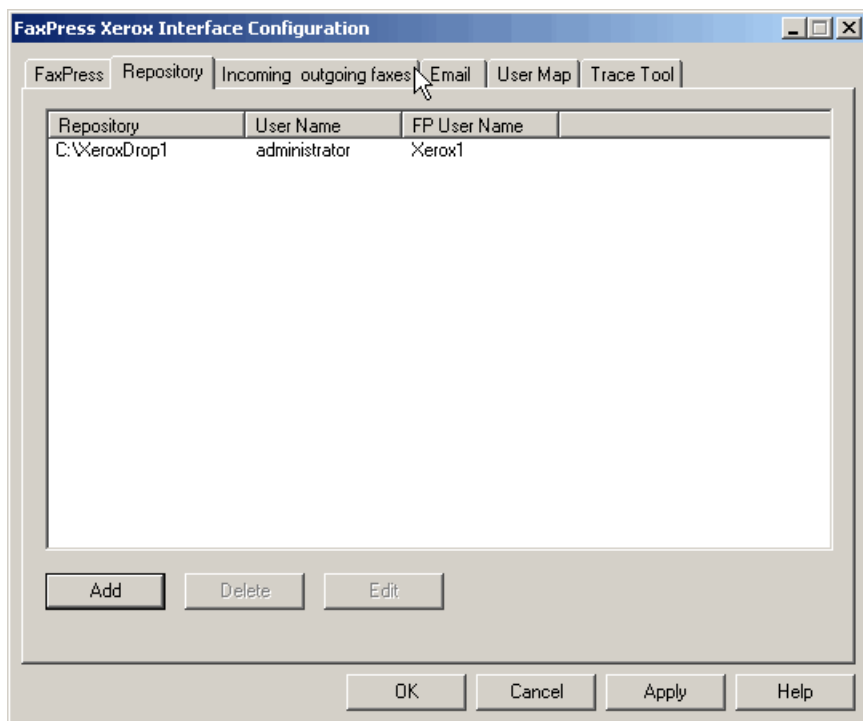 FaxPress Xerox Interface Configuration
FaxPress Repository Incoming outgoing faxes Email User Map Trace Tool
Repository User Name FP User Name
C:\XeroxDrop1 administrator Xerox1
Add Delete Edit
OK Cancel Apply Help